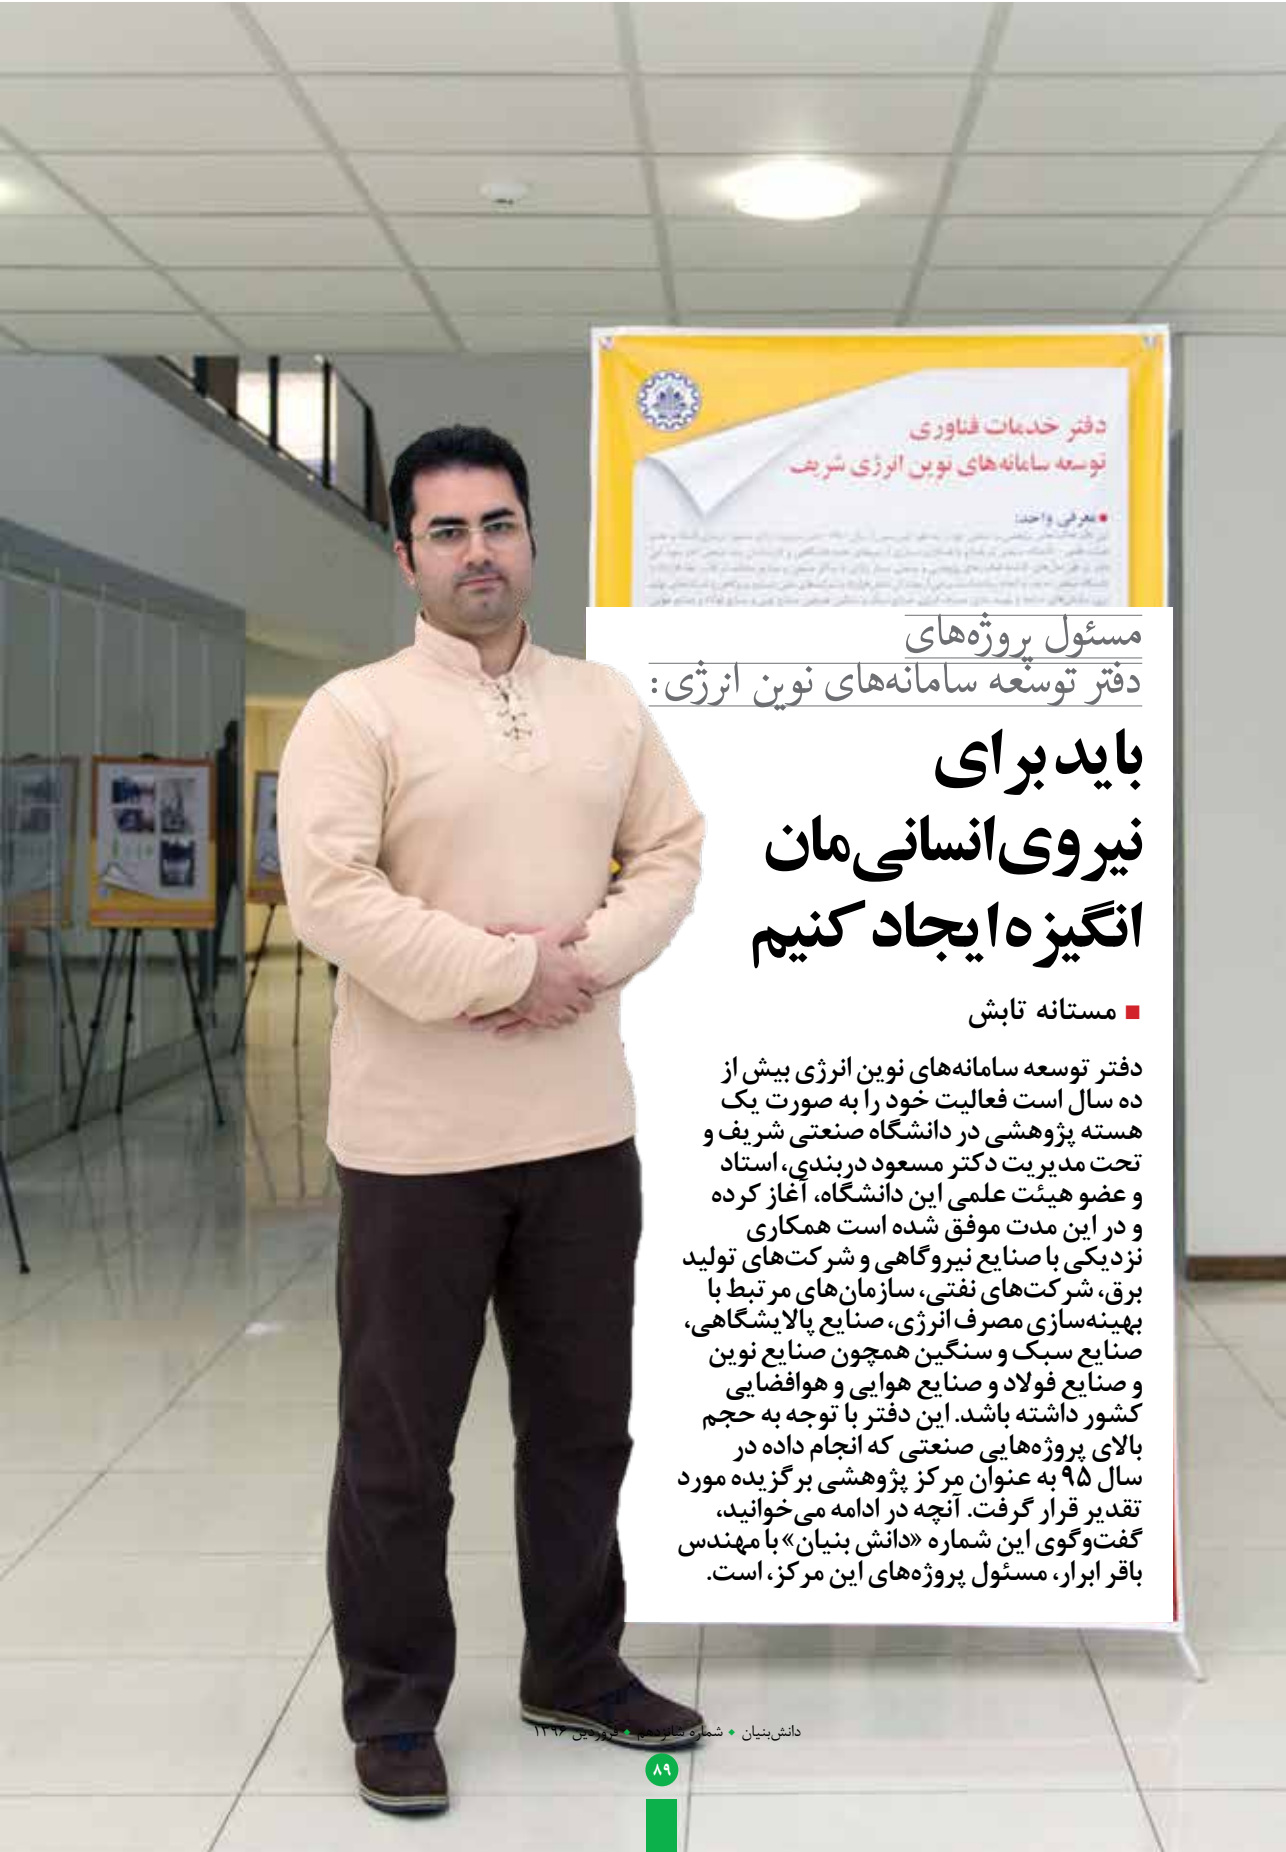 دفتر خدمات فناوری
توسعه سامانه‌های نوین انرژی شریف
معرفی واحد:
مسئول پروژه‌های
دفتر توسعه سامانه‌های نوین انرژی:
باید برای
نیروی‌انسانی‌مان
انگیزه ایجاد کنیم
■ مستانه تابش
دفتر توسعه سامانه‌های نوین انرژی بیش از
ده سال است فعالیت خود را به صورت یک
هسته پژوهشی در دانشگاه صنعتی شریف و
تحت مدیریت دکتر مسعود دربندی، استاد
و عضو هیئت علمی این دانشگاه، آغاز کرده
و در این مدت موفق شده است همکاری
نزدیکی با صنایع نیروگاهی و شرکت‌های تولید
برق، شرکت‌های نفتی، سازمان‌های مرتبط با
بهینه‌سازی مصرف انرژی، صنایع پالایشگاهی،
صنایع سبک و سنگین همچون صنایع نوین
و صنایع فولاد و صنایع هوایی و هوافضایی
کشور داشته باشد. این دفتر با توجه به حجم
بالای پروژه‌هایی صنعتی که انجام داده در
سال ۹۵ به عنوان مرکز پژوهشی برگزیده مورد
تقدیر قرار گرفت. آنچه در ادامه می‌خوانید،
گفت‌وگوی این شماره «دانش بنیان» با مهندس
باقر ابرار، مسئول پروژه‌های این مرکز، است.
دانش‌بنیان ♦ شماره شانزدهم ♦ فروردین ۱۳۹۶
۸۹